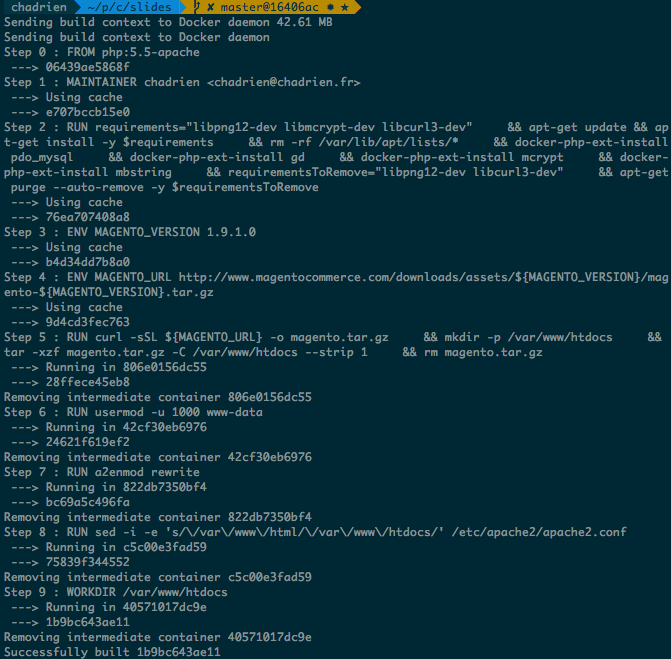 chadrien  ~/p/c/slides  ✘ master@16406ac ✹ ★
Sending build context to Docker daemon 42.61 MB
Sending build context to Docker daemon
Step 0 : FROM php:5.5-apache
 ---> 06439ae5868f
Step 1 : MAINTAINER chadrien <chadrien@chadrien.fr>
 ---> Using cache
 ---> e707bccb15e0
Step 2 : RUN requirements="libpng12-dev libmcrypt-dev libcurl3-dev"     && apt-get update && ap
t-get install -y $requirements     && rm -rf /var/lib/apt/lists/*     && docker-php-ext-install
 pdo_mysql     && docker-php-ext-install gd     && docker-php-ext-install mcrypt     && docker-
php-ext-install mbstring     && requirementsToRemove="libpng12-dev libcurl3-dev"     && apt-get
 purge --auto-remove -y $requirementsToRemove
 ---> Using cache
 ---> 76ea707408a8
Step 3 : ENV MAGENTO_VERSION 1.9.1.0
 ---> Using cache
 ---> b4d34dd7b8a0
Step 4 : ENV MAGENTO_URL http://www.magentocommerce.com/downloads/assets/${MAGENTO_VERSION}/mag
ento-${MAGENTO_VERSION}.tar.gz
 ---> Using cache
 ---> 9d4cd3fec763
Step 5 : RUN curl -sSL ${MAGENTO_URL} -o magento.tar.gz     && mkdir -p /var/www/htdocs     &&
tar -xzf magento.tar.gz -C /var/www/htdocs --strip 1     && rm magento.tar.gz
 ---> Running in 806e0156dc55
 ---> 28ffece45eb8
Removing intermediate container 806e0156dc55
Step 6 : RUN usermod -u 1000 www-data
 ---> Running in 42cf30eb6976
 ---> 24621f619ef2
Removing intermediate container 42cf30eb6976
Step 7 : RUN a2enmod rewrite
 ---> Running in 822db7350bf4
 ---> bc69a5c496fa
Removing intermediate container 822db7350bf4
Step 8 : RUN sed -i -e 's/\/var\/www\/html/\/var\/www\/htdocs/' /etc/apache2/apache2.conf
 ---> Running in c5c00e3fad59
 ---> 75839f344552
Removing intermediate container c5c00e3fad59
Step 9 : WORKDIR /var/www/htdocs
 ---> Running in 40571017dc9e
 ---> 1b9bc643ae11
Removing intermediate container 40571017dc9e
Successfully built 1b9bc643ae11